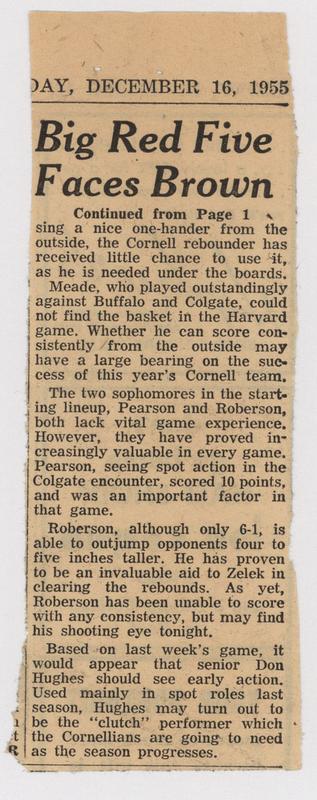 DAY, DECEMBER 16, 1955
Big Red Five
Faces Brown
Continued from Page 1
sing a nice one-hander from the
outside, the Cornell rebounder has
received little chance to use it,
as he is needed under the boards.
Meade, who played outstandingly
against Buffalo and Colgate, could
not find the basket in the Harvard
game. Whether he can score con-
sistently from the outside may
have a large bearing on the suc-
cess of this year's Cornell team.
The two sophomores in the start-
ing lineup, Pearson and Roberson,
both lack vital game experience.
However, they have proved in-
creasingly valuable in every game.
Pearson, seeing spot action in the
Colgate encounter, scored 10 points,
and was an important factor in
that game.
Roberson, although only 6-1, is
able to outjump opponents four to
five inches taller. He has proven
to be an invaluable aid to Zelek in
clearing the rebounds. As yet,
Roberson has been unable to score
with any consistency, but may find
his shooting eye tonight.
Based on last week's game, it
would appear that senior Don
Hughes should see early action.
Used mainly in spot roles last
season, Hughes may turn out to
be the "clutch" performer which
the Cornellians are going to need
as the season progresses.